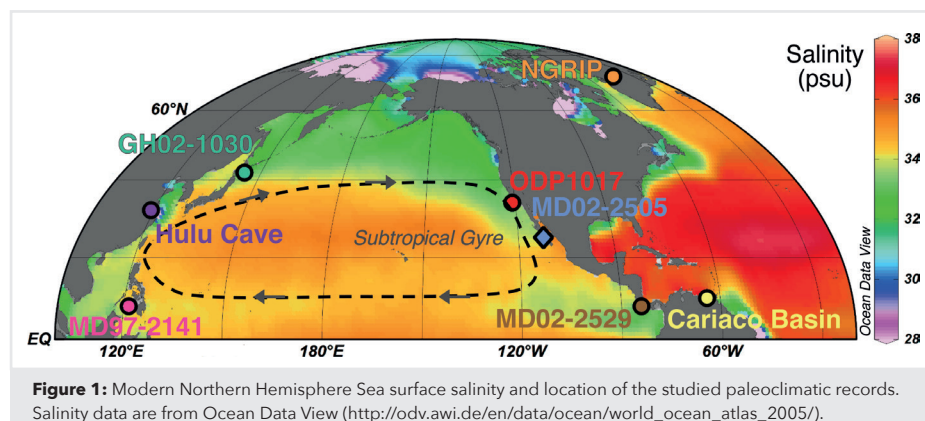 Salinity
(psu)
38
36
34
32
30
28
Ocean Data View
NGRIP
60°N
GH02-1030
ODP1017
MD02-2505
Hulu Cave
Subtropical Gyre
MD97-2141
MD02-2529
Cariaco Basin
EQ
120°E
180°E
120°W
60°W
Figure 1: Modern Northern Hemisphere Sea surface salinity and location of the studied paleoclimatic records.
Salinity data are from Ocean Data View (http://odv.awi.de/en/data/ocean/world_ocean_atlas_2005/).